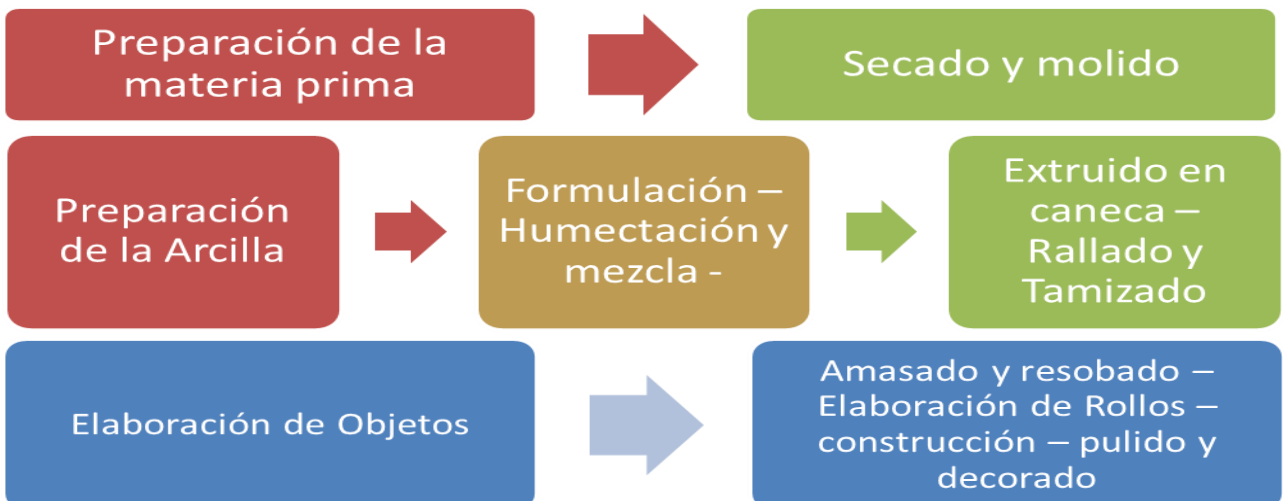 Preparación de la
materia prima
Secado y molido
Preparación
de la Arcilla
Formulación –
Humectación y
mezcla -
Extruido en
caneca –
Rallado y
Tamizado
Elaboración de Objetos
Amasado y resobado –
Elaboración de Rollos –
construcción – pulido y
decorado